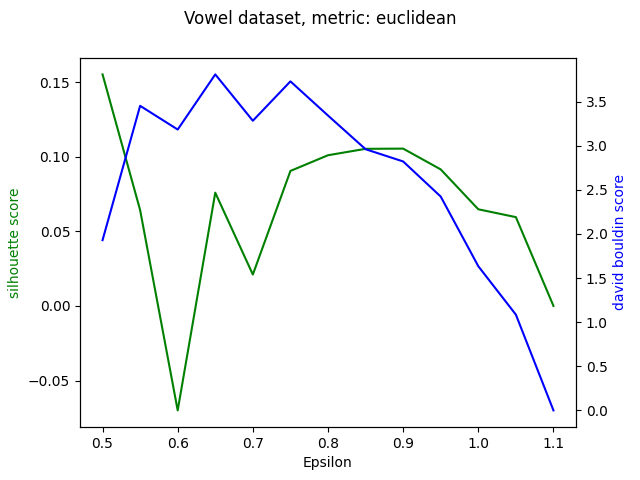 Vowel dataset, metric: euclidean
0.15
0.10
0.05
0.00
−0.05
silhouette score
3.5
3.0
2.5
2.0
1.5
1.0
0.5
0.0
david bouldin score
0.5 0.6 0.7 0.8 0.9 1.0 1.1
Epsilon